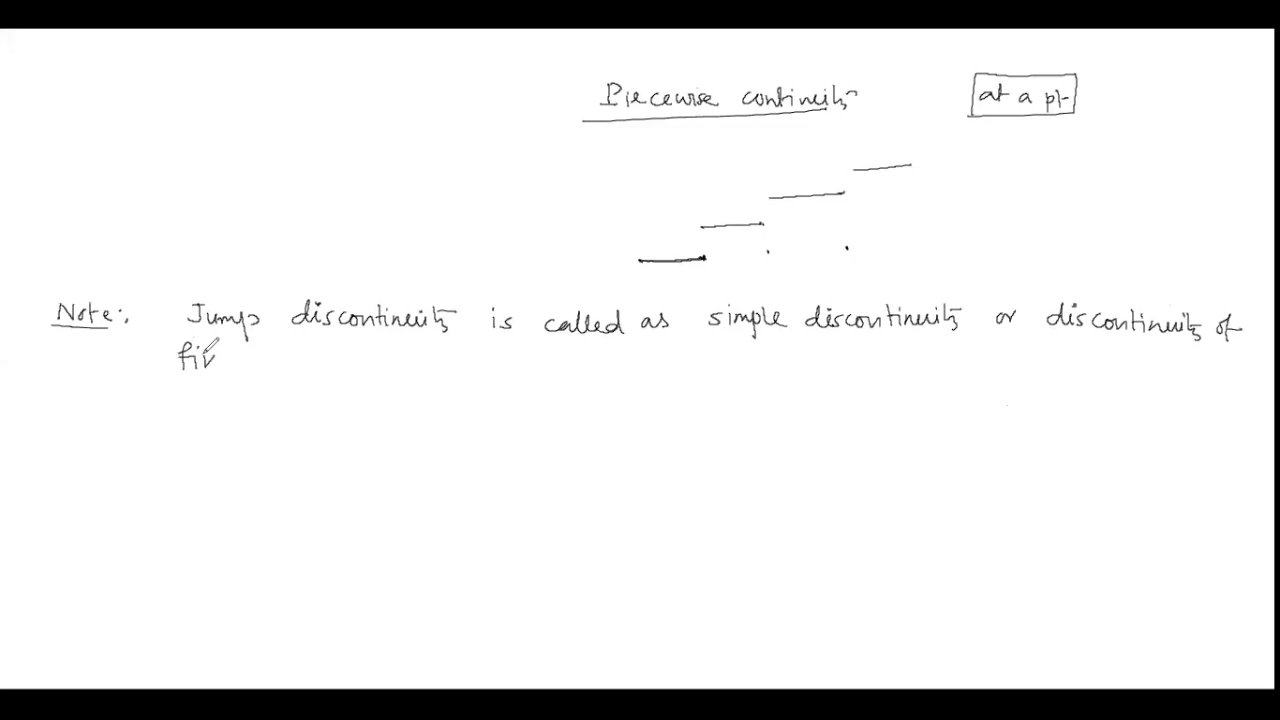 Piecewise continuity
at a pt
Note:. Jump discontinuity is called as simple discontinuity or discontinuity of